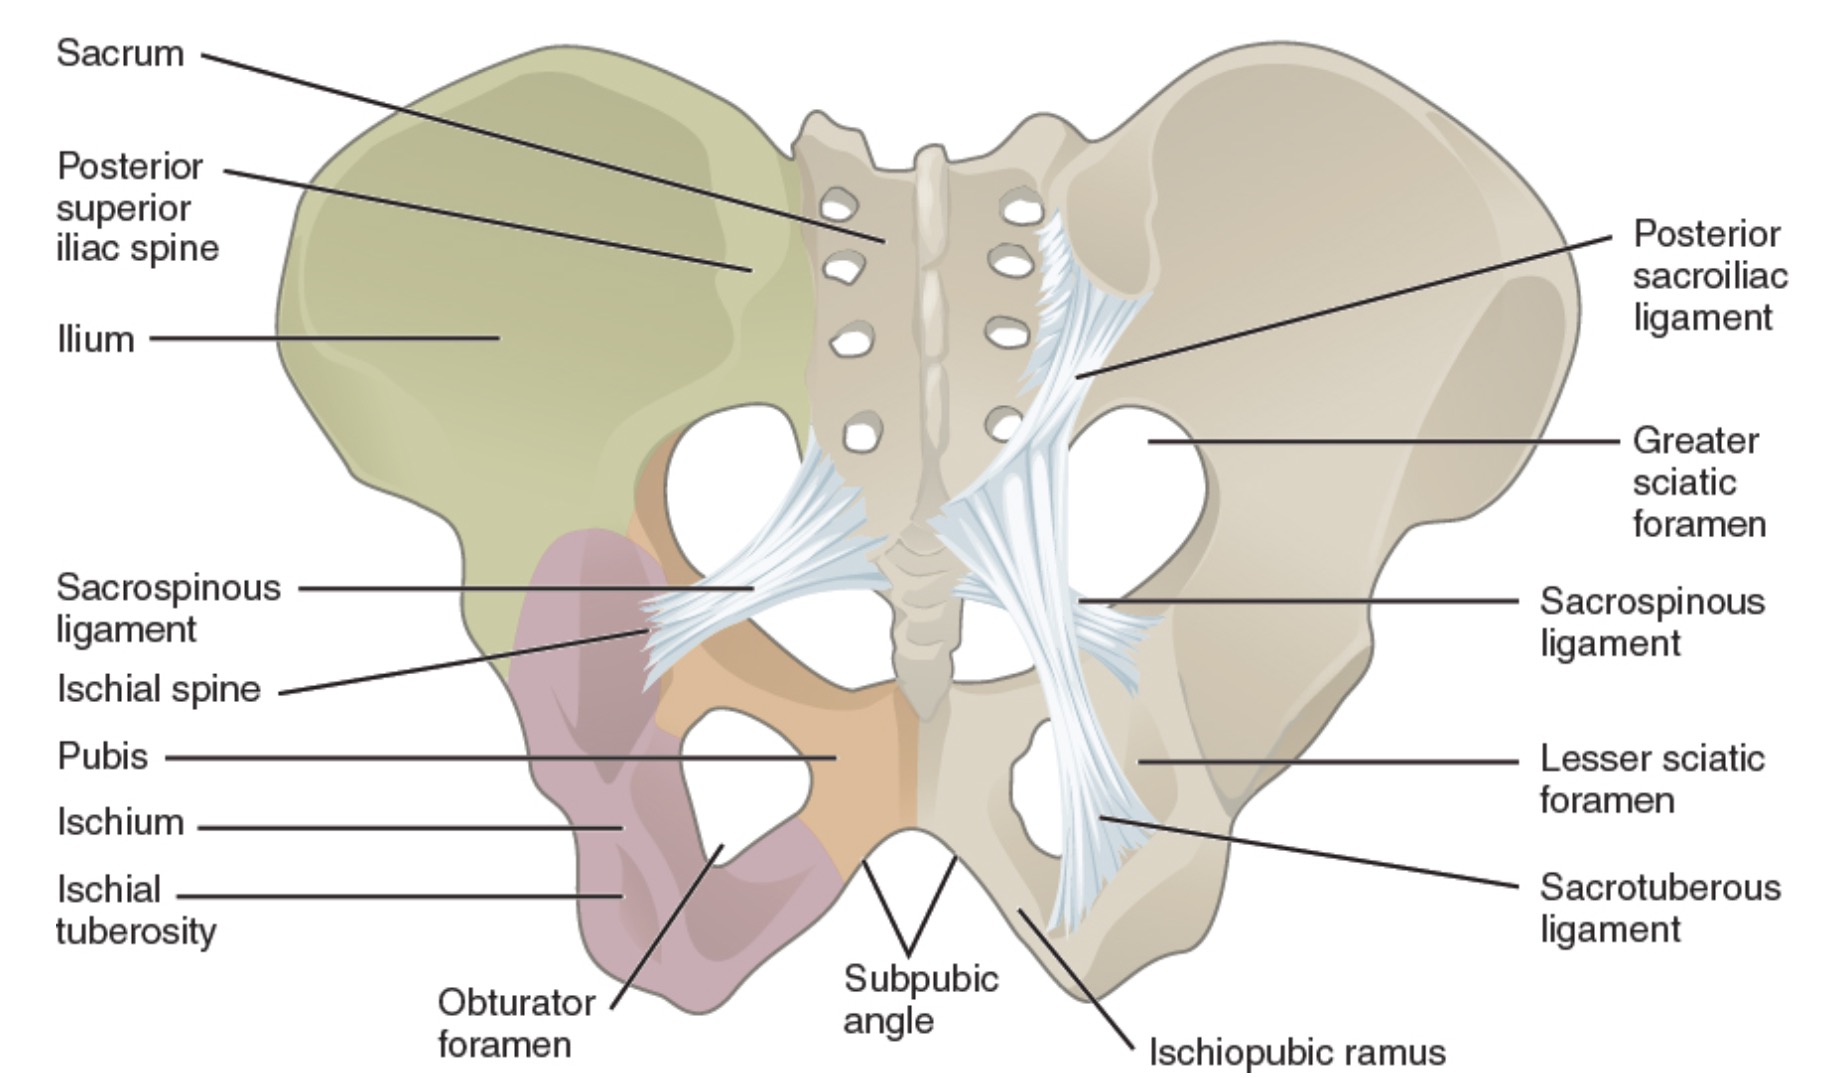 Sacrum
Posterior
superior
iliac spine
Ilium
Sacrospinous
ligament
Ischial spine
Pubis
Ischium
Ischial
tuberosity
Obturator
foramen
Subpubic
angle
Ischiopubic ramus
Posterior
sacroiliac
ligament
Greater
sciatic
foramen
Sacrospinous
ligament
Lesser sciatic
foramen
Sacrotuberous
ligament